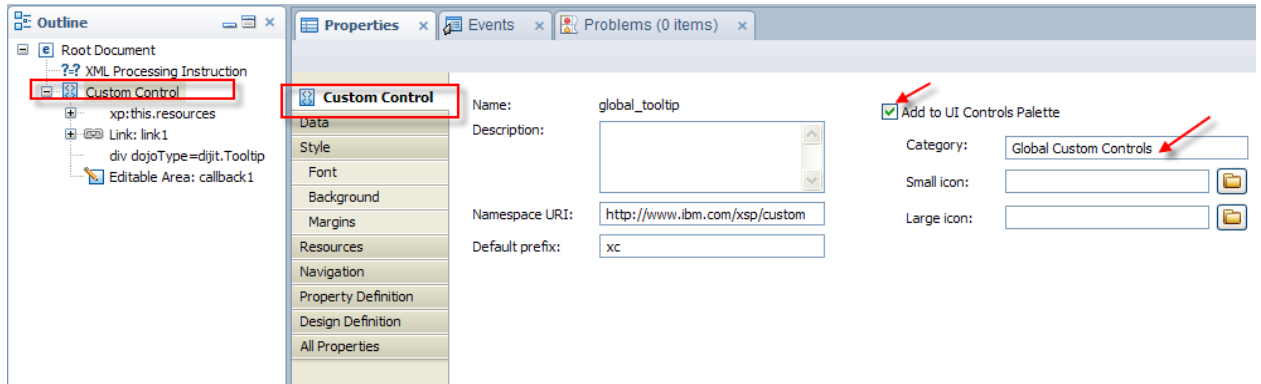 Outline
Root Document
?-? XML Processing Instruction
Custom Control
xp:this.resources
Link: link1
div dojoType=dijit.Tooltip
Editable Area: callback1
Properties
Events
Problems (0 items)
Custom Control
Data
Style
Font
Background
Margins
Resources
Navigation
Property Definition
Design Definition
All Properties
Name: global_tooltip
Description:
Namespace URI: http://www.ibm.com/xsp/custom
Default prefix: xc
Add to UI Controls Palette
Category: Global Custom Controls
Small icon:
Large icon: